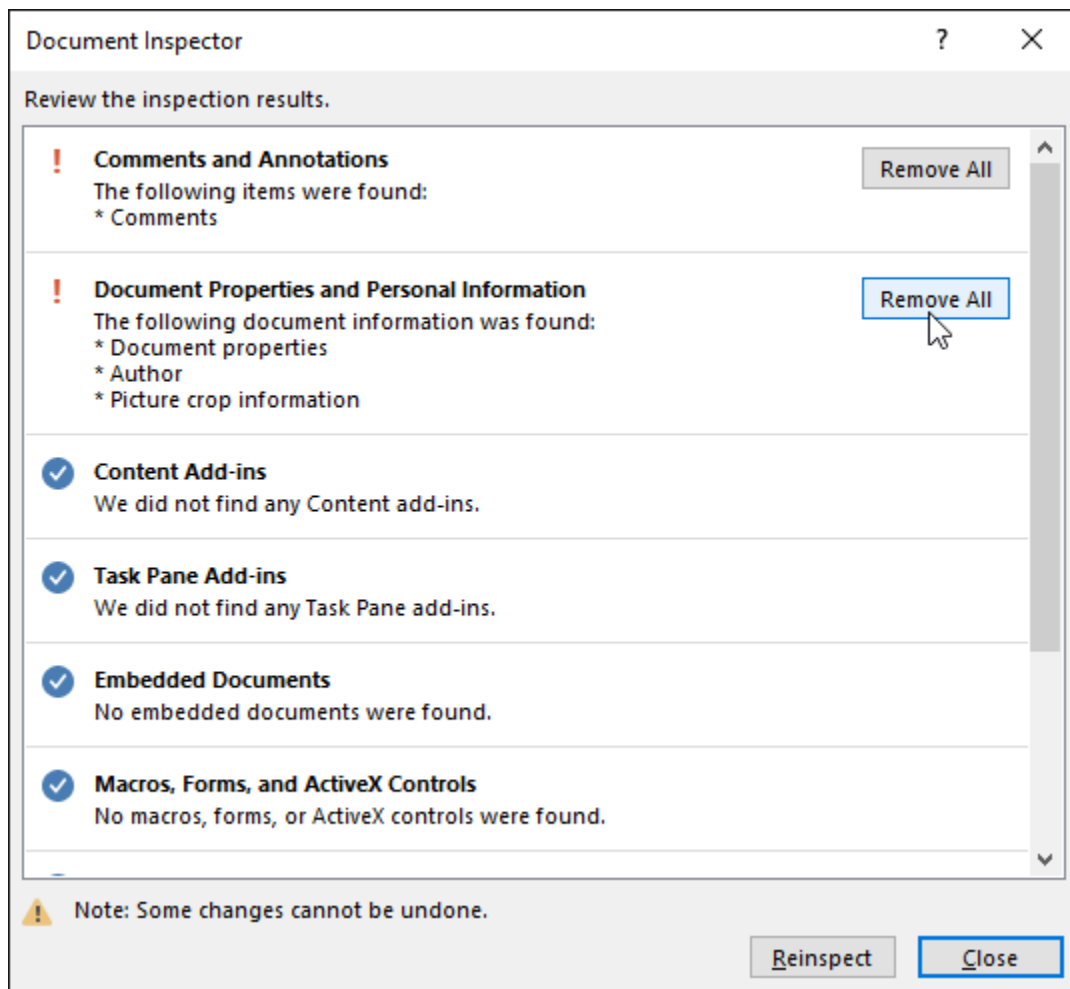 Document Inspector
?
Review the inspection results.
Comments and Annotations
Remove All
The following items were found:
* Comments
Document Properties and Personal Information
Remove All
The following document information was found:
* Document properties
* Author
* Picture crop information
Content Add-ins
We did not find any Content add-ins.
Task Pane Add-ins
We did not find any Task Pane add-ins.
Embedded Documents
No embedded documents were found.
Macros, Forms, and ActiveX Controls
No macros, forms, or ActiveX controls were found.
Note: Some changes cannot be undone.
Reinspect
Close